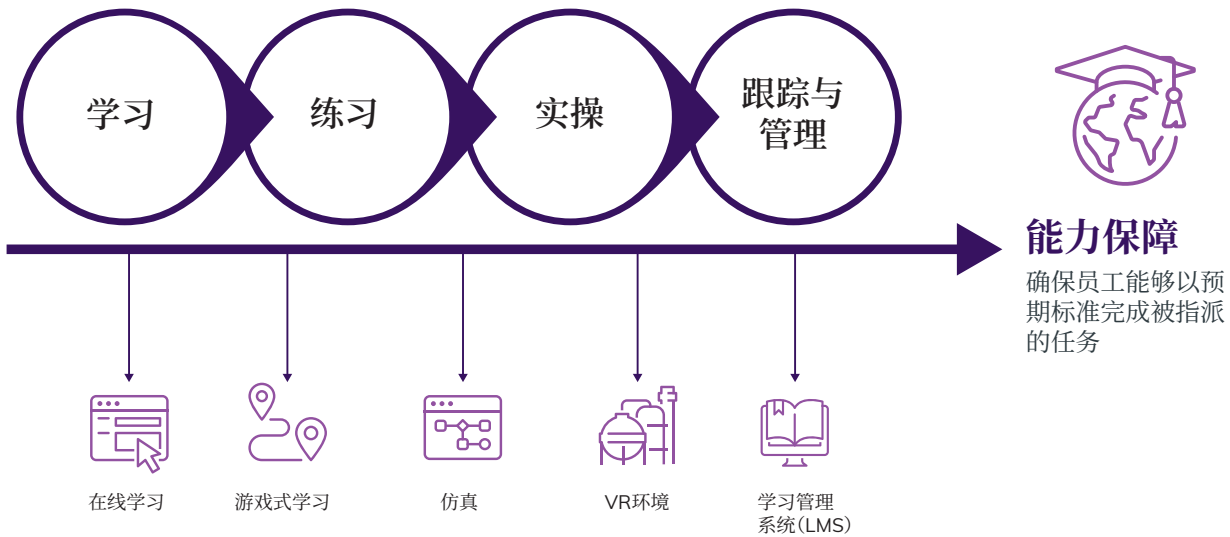 学习
练习
实操
跟踪与
管理
能力保障
确保员工能够以预
期标准完成被指派
的任务
在线学习
游戏式学习
仿真
VR环境
学习管理
系统(LMS)